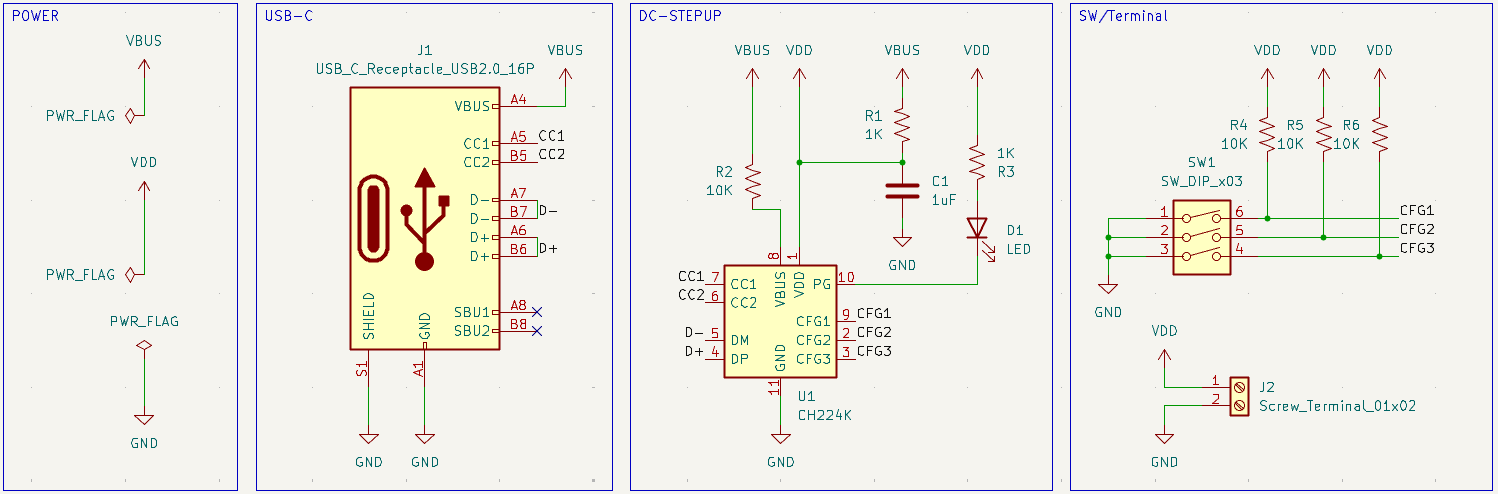 POWER
VBUS
PWR_FLAG
VDD
PWR_FLAG
PWR_FLAG
GND
USB-C
J1
USB_C_Receptacle_USB2.0_16P
VBUS
VBUS
A4
CC1
A5
CC1
CC2
B5
CC2
D-
A7
D-
B7
D-
D+
A6
D+
B6
D+
SBU1
A8
SBU2
B8
SHIELD
GND
S1
A1
GND
GND
DC-STEPUP
VBUS
VDD
VBUS
VDD
R1
1K
R2
10K
1K
R3
C1
1uF
D1
LED
GND
8
1
CC1
7
CC1
CC2
6
CC2
D-
5
DM
D+
4
DP
VBUS
VDD
PG
10
CFG1
9
CFG1
CFG2
2
CFG2
CFG3
3
CFG3
GND
11
U1
CH224K
GND
SW/Terminal
VDD
VDD
VDD
R4
10K
R5
10K
R6
10K
SW1
SW_DIP_x03
1
6
CFG1
2
5
CFG2
3
4
CFG3
GND
VDD
1
2
J2
Screw_Terminal_01x02
GND